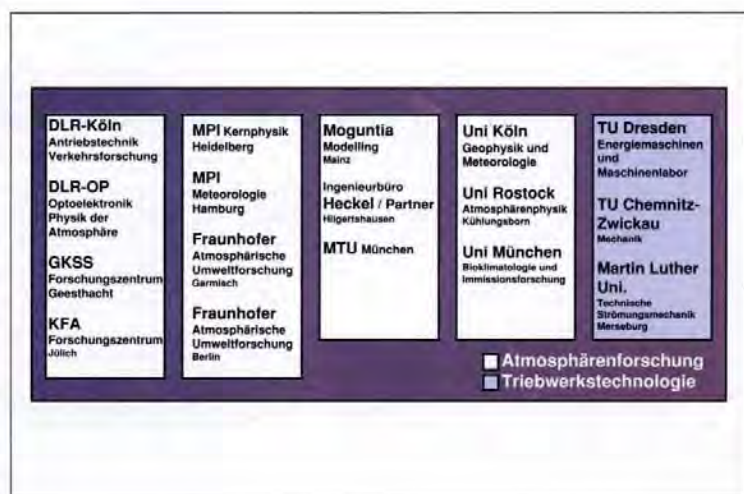 DLR-Köln
Antriebstechnik
Verkehrsforschung
DLR-OP
Optoelektronik
Physik der
Atmosphäre
GKSS
Forschungszentrum
Geesthacht
KFA
Forschungszentrum
Jülich
MPI Kernphysik
Heidelberg
MPI
Meteorologie
Hamburg
Fraunhofer
Atmosphärische
Umweltforschung
Garmisch
Fraunhofer
Atmosphärische
Umweltforschung
Berlin
Moguntia
Modelling
Mainz
Ingenieurbüro
Heckel / Partner
Hilgertshausen
MTU München
Uni Köln
Geophysik und
Meteorologie
Uni Rostock
Atmosphärenphysik
Kühlungsborn
Uni München
Bioklimatologie und
Immissionsforschung
TU Dresden
Energiemaschinen
und
Maschinenlabor
TU Chemnitz-
Zwickau
Mechanik
Martin Luther
Uni.
Technische
Strömungsmechanik
Merseburg
Atmosphärenforschung
Triebwerkstechnologie